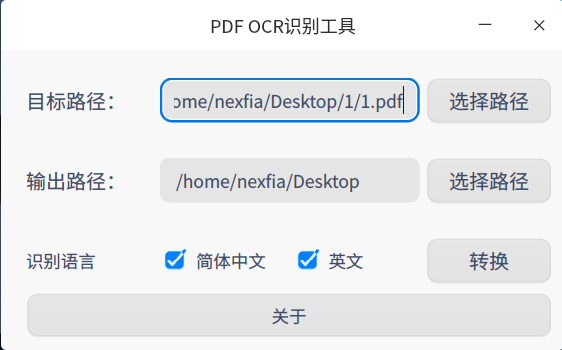 PDF OCR识别工具
目标路径： ome/nexfia/Desktop/1/1.pdf 选择路径
输出路径： /home/nexfia/Desktop 选择路径
识别语言 简体中文 英文 转换
关于